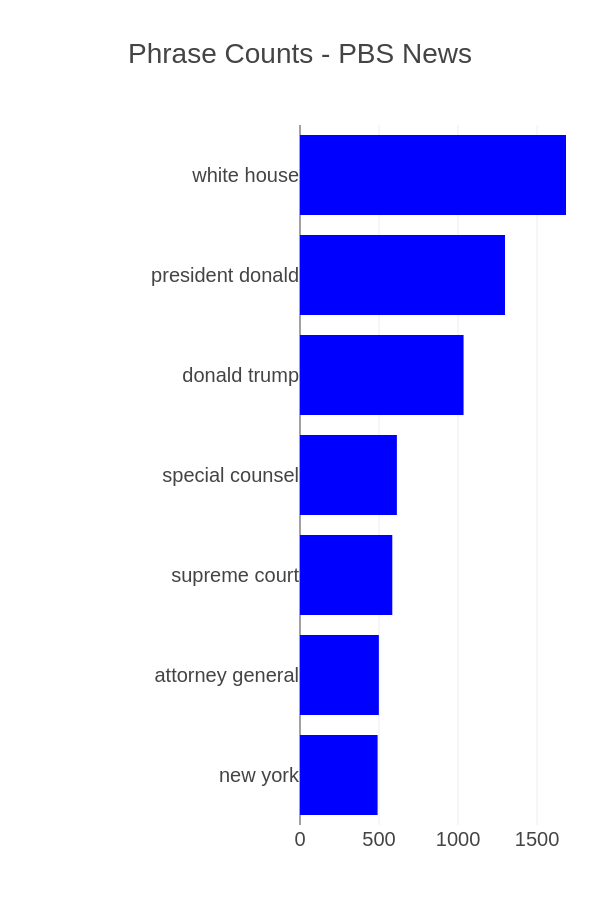 Phrase Counts - PBS News
white house
president donald
donald trump
special counsel
supreme court
attorney general
new york
0 500 1000 1500